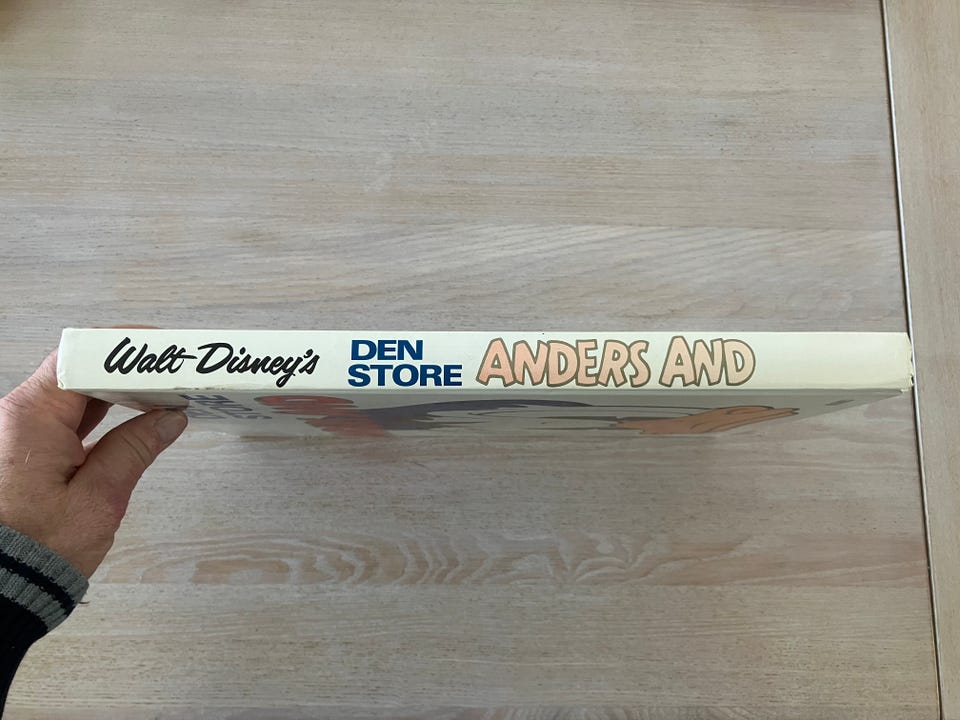 Walt Disney's
DEN
STORE
ANDERS AND